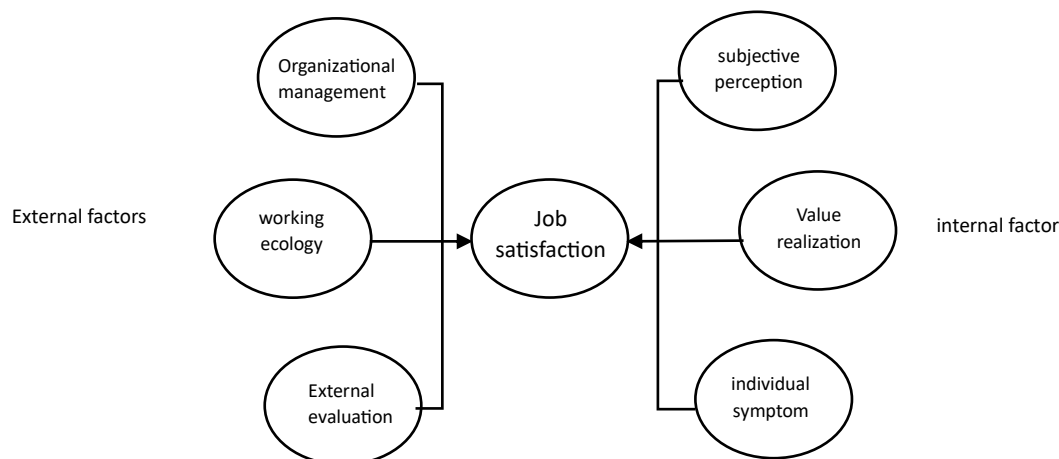 Organizational
management
subjective
perception
External factors
working
ecology
Job
satisfaction
Value
realization
internal factor
External
evaluation
individual
symptom